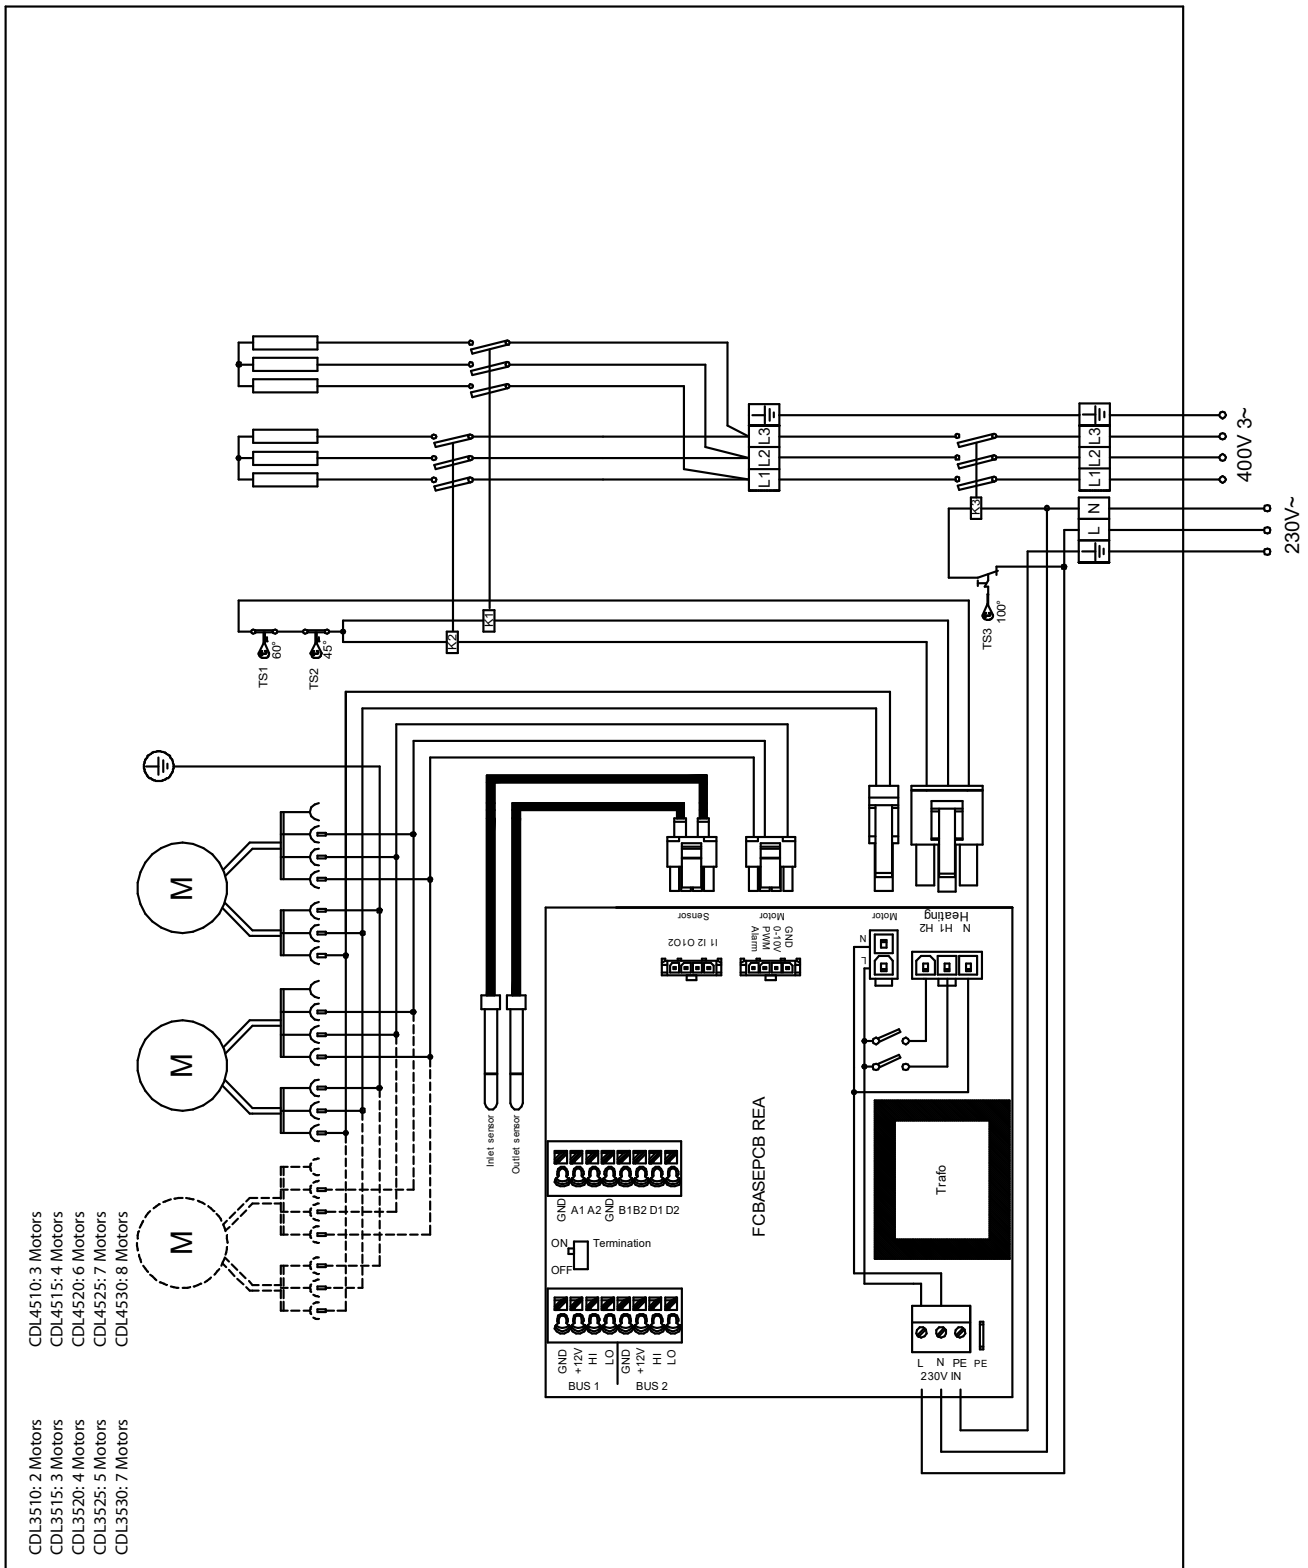 400V 3~
L3
L2
L1
L3
L2
L1
N
L
230V~
K3
TS3
100°
K1
K2
TS1
60°
TS2
45°
M
M
M
Sensor
I1 I2 O1O2
Motor
GND
0-10V
PWM
Alarm
Motor
N
L
Heating
N H1 H2
Inlet sensor
Outlet sensor
FCBASEPCB REA
Trafo
GND A1 A2 GND B1B2 D1 D2
ON
Termination
OFF
GND +12V HI LO GND +12V HI LO
BUS 1 BUS 2
L N PE PE
230V IN
CDL4510: 3 Motors
CDL4515: 4 Motors
CDL4520: 6 Motors
CDL4525: 7 Motors
CDL4530: 8 Motors
CDL3510: 2 Motors
CDL3515: 3 Motors
CDL3520: 4 Motors
CDL3525: 5 Motors
CDL3530: 7 Motors